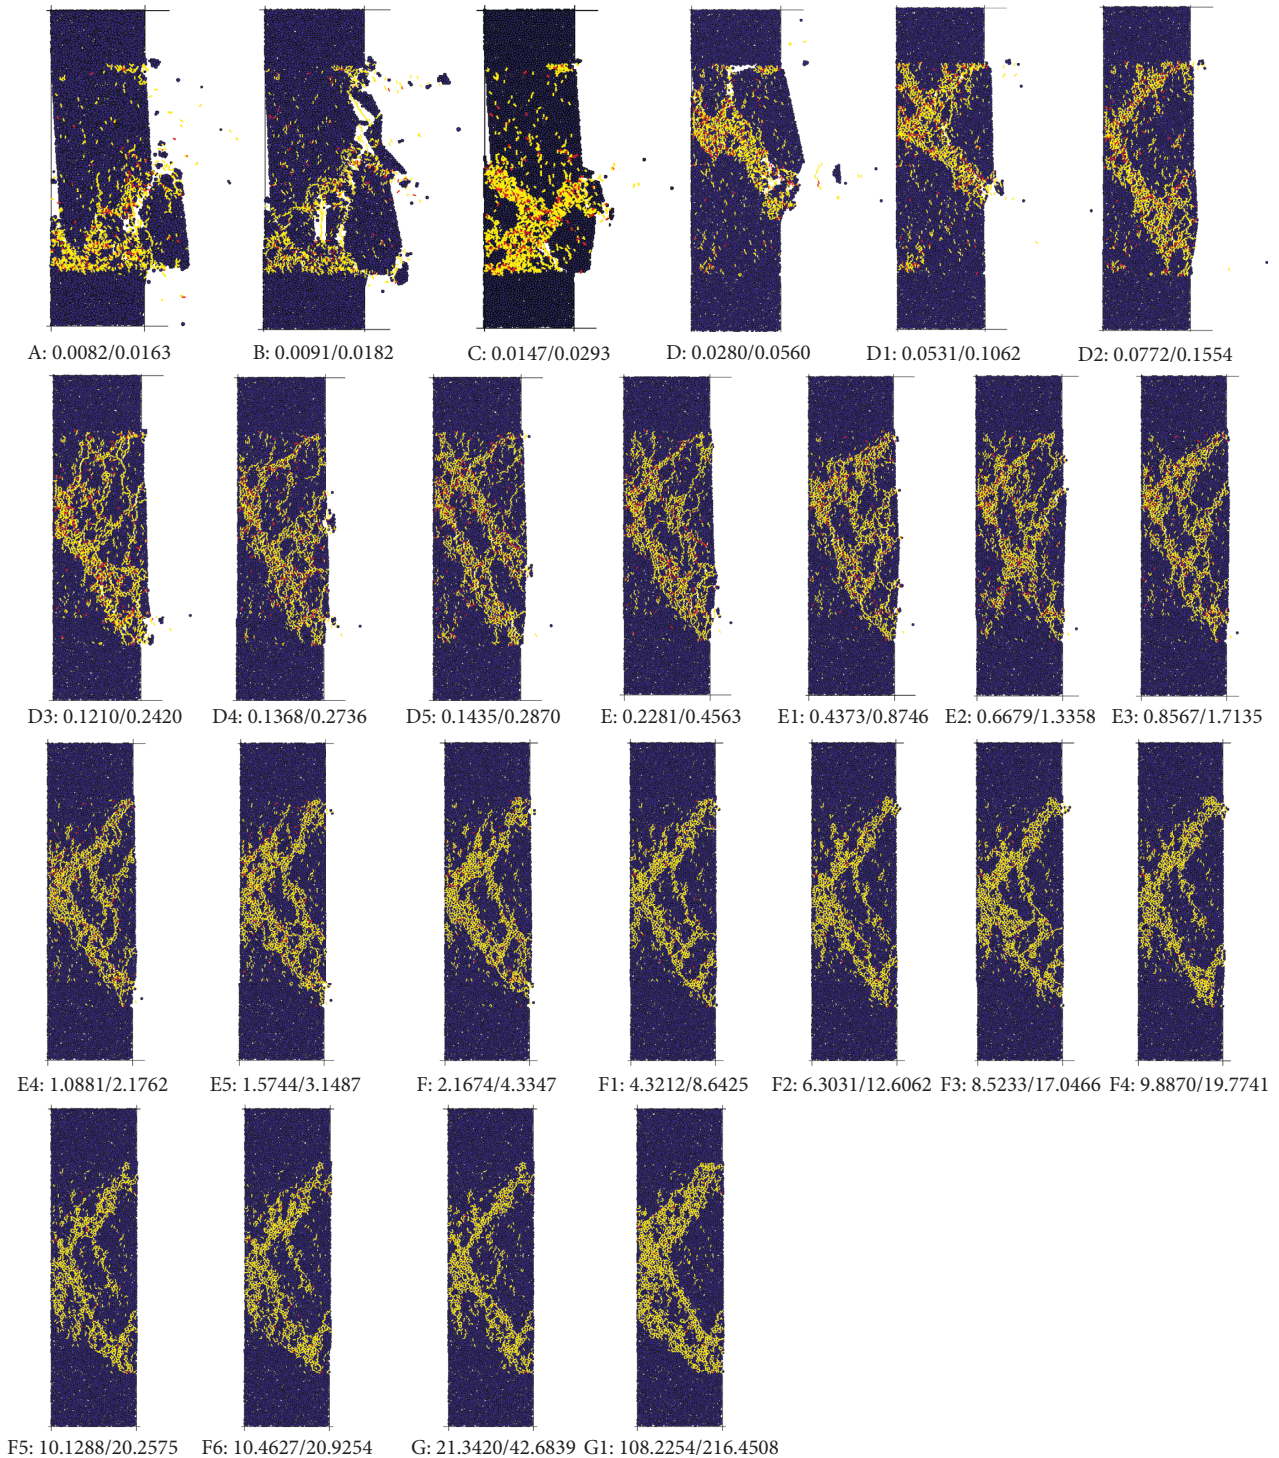 A: 0.0082/0.0163 B: 0.0091/0.0182 C: 0.0147/0.0293 D: 0.0280/0.0560 D1: 0.0531/0.1062 D2: 0.0772/0.1554
D3: 0.1210/0.2420 D4: 0.1368/0.2736 D5: 0.1435/0.2870 E: 0.2281/0.4563 E1: 0.4373/0.8746 E2: 0.6679/1.3358 E3: 0.8567/1.7135
E4: 1.0881/2.1762 E5: 1.5744/3.1487 F: 2.1674/4.3347 F1: 4.3212/8.6425 F2: 6.3031/12.6062 F3: 8.5233/17.0466 F4: 9.8870/19.7741
F5: 10.1288/20.2575 F6: 10.4627/20.9254 G: 21.3420/42.6839 G1: 108.2254/216.4508